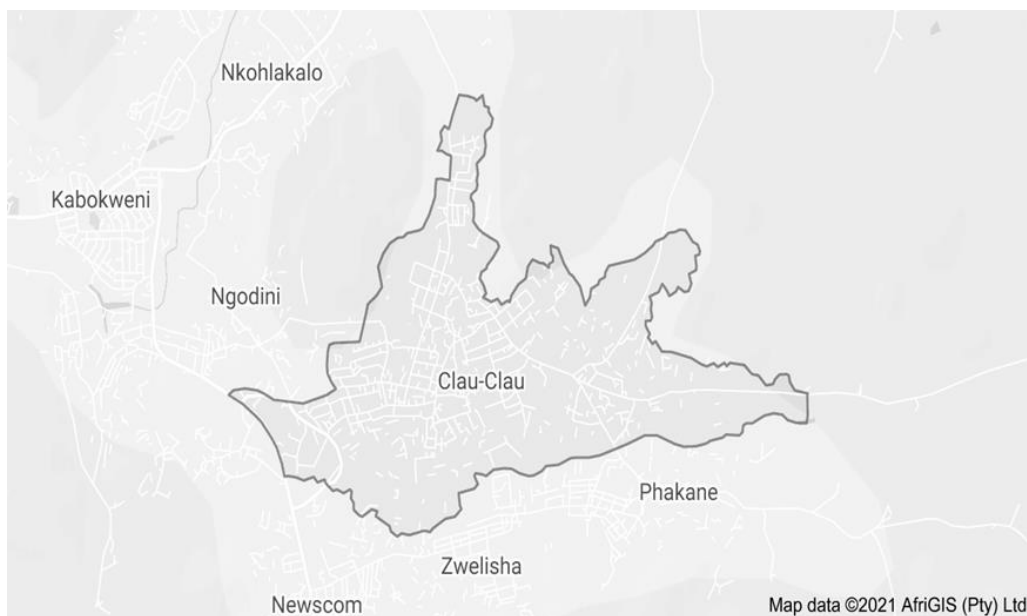 Nkohlakalo
Kabokweni
Ngodini
Clau-Clau
Phakane
Zwelisha
Newscom
Map data ©2021 AfriGIS (Pty) Ltd